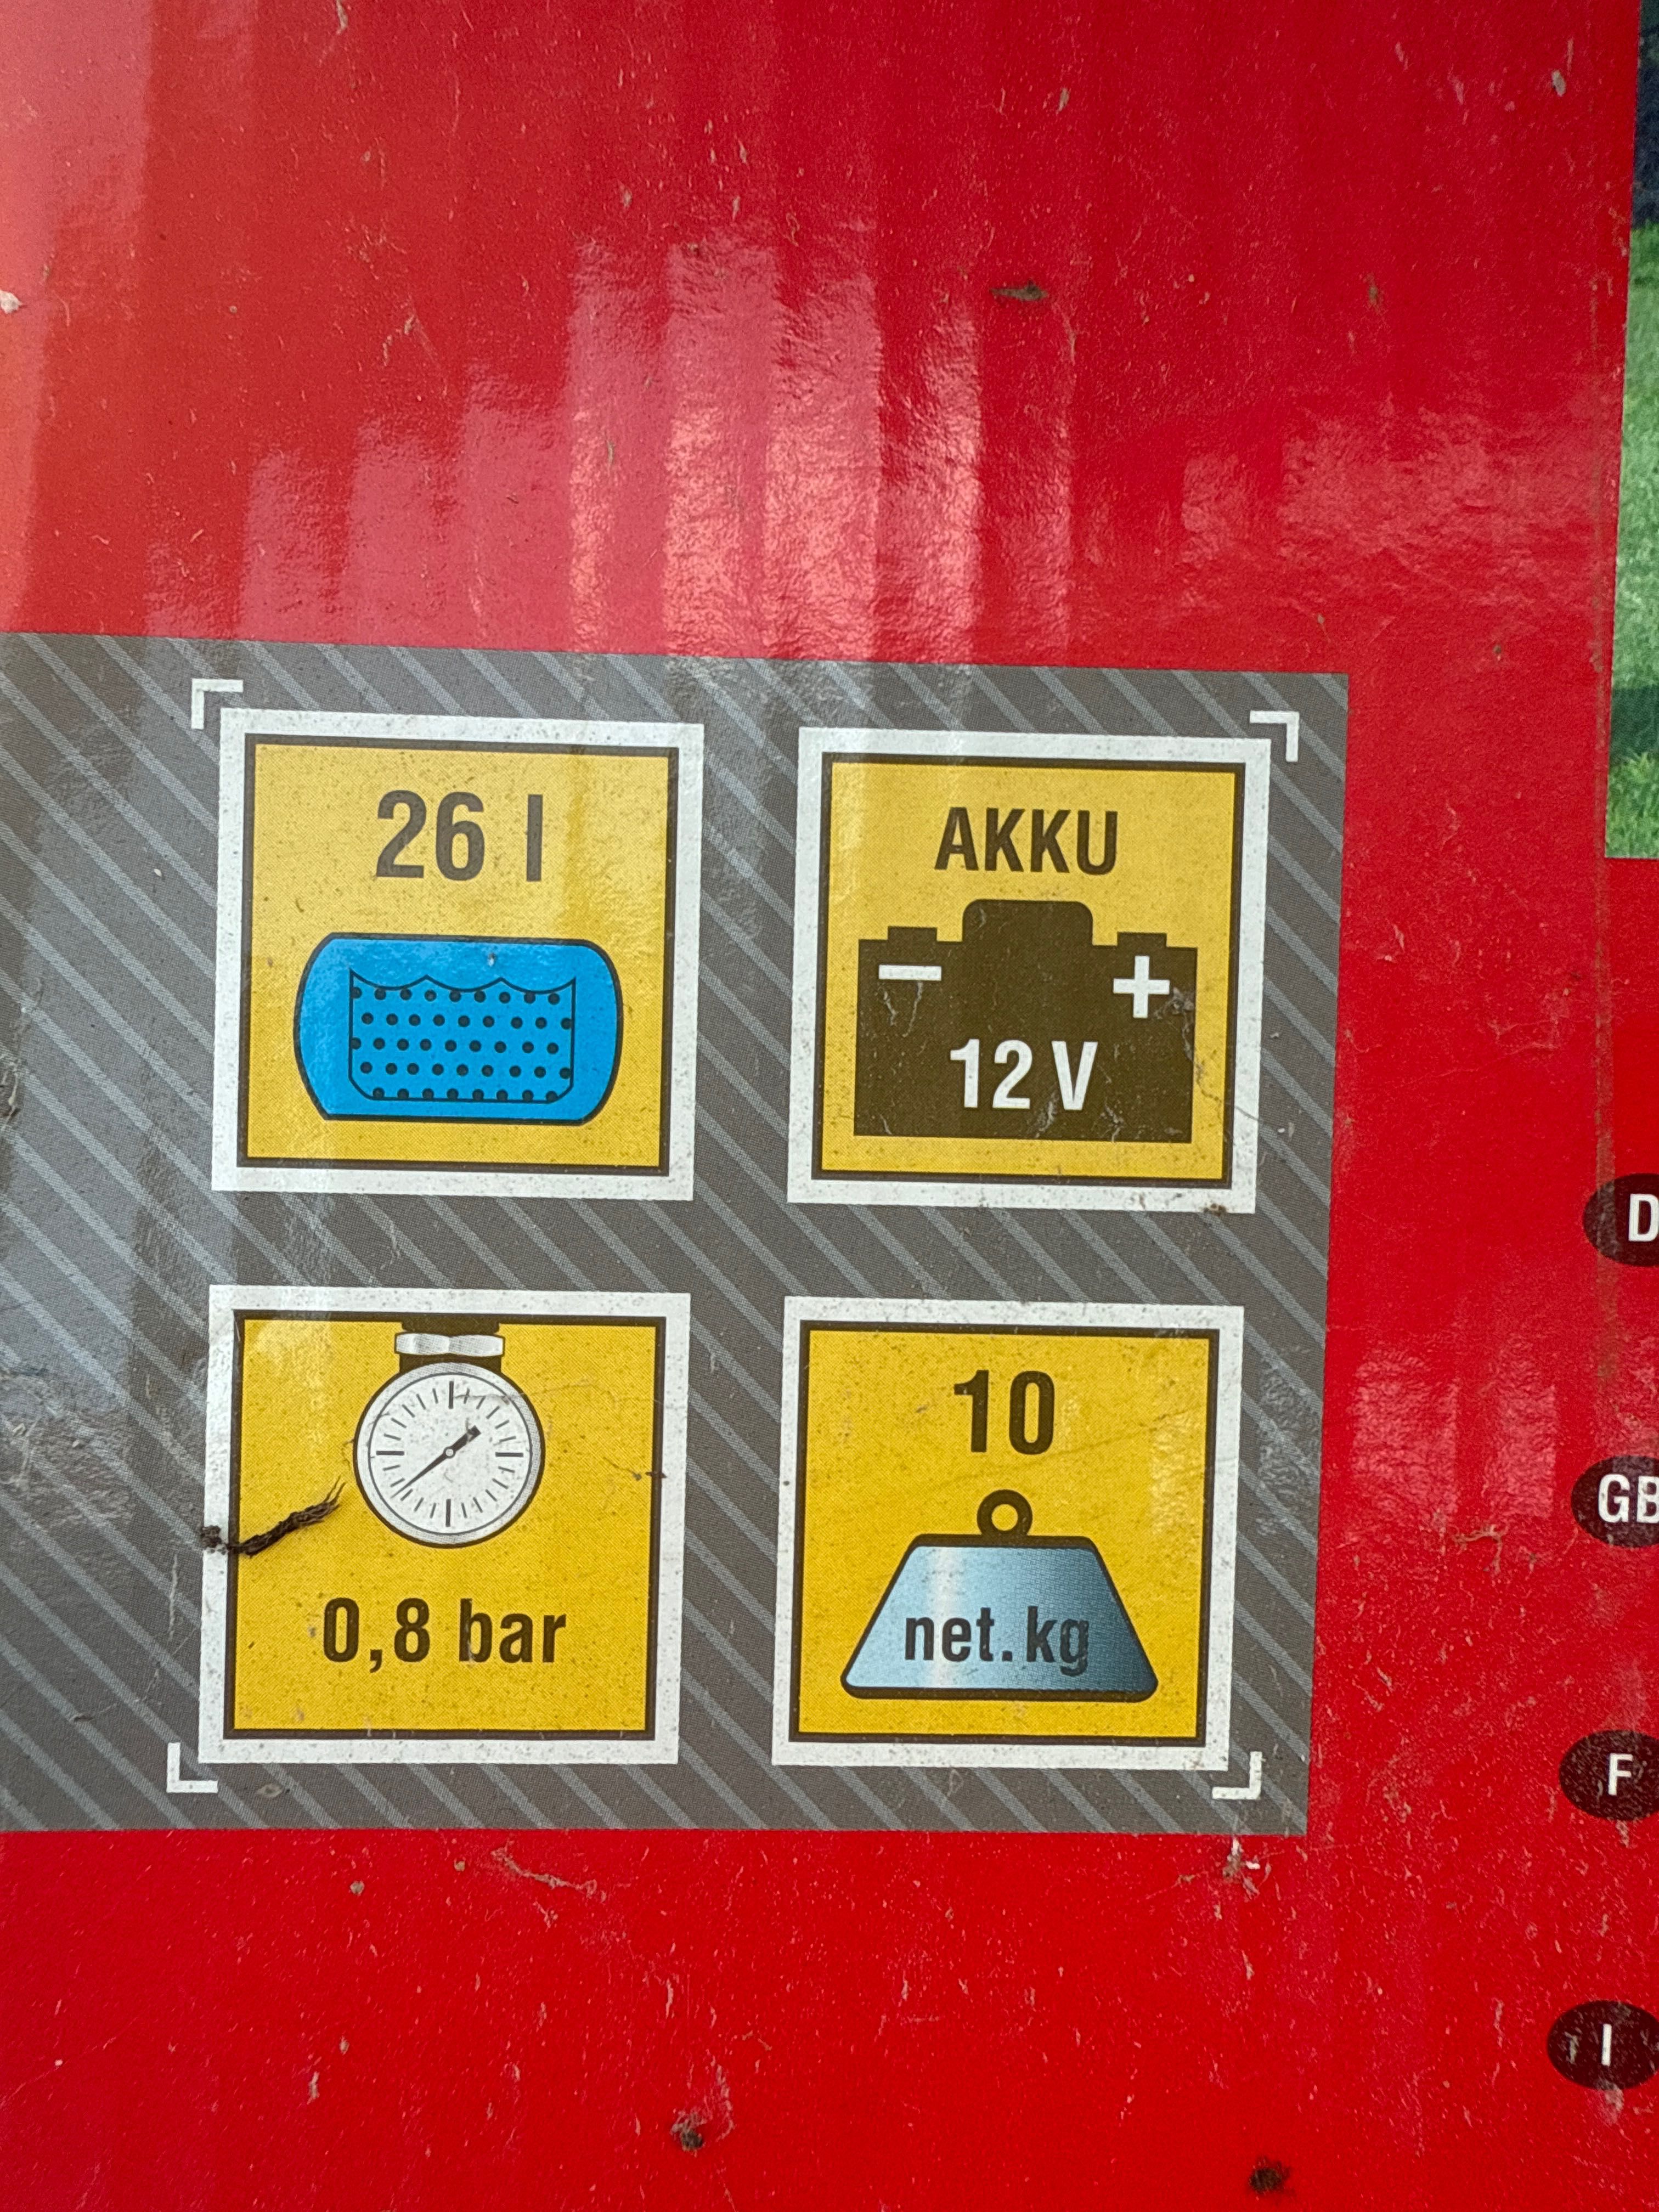 26 l
AKKU
12 V
0,8 bar
10
net. kg
D
GB
F
I